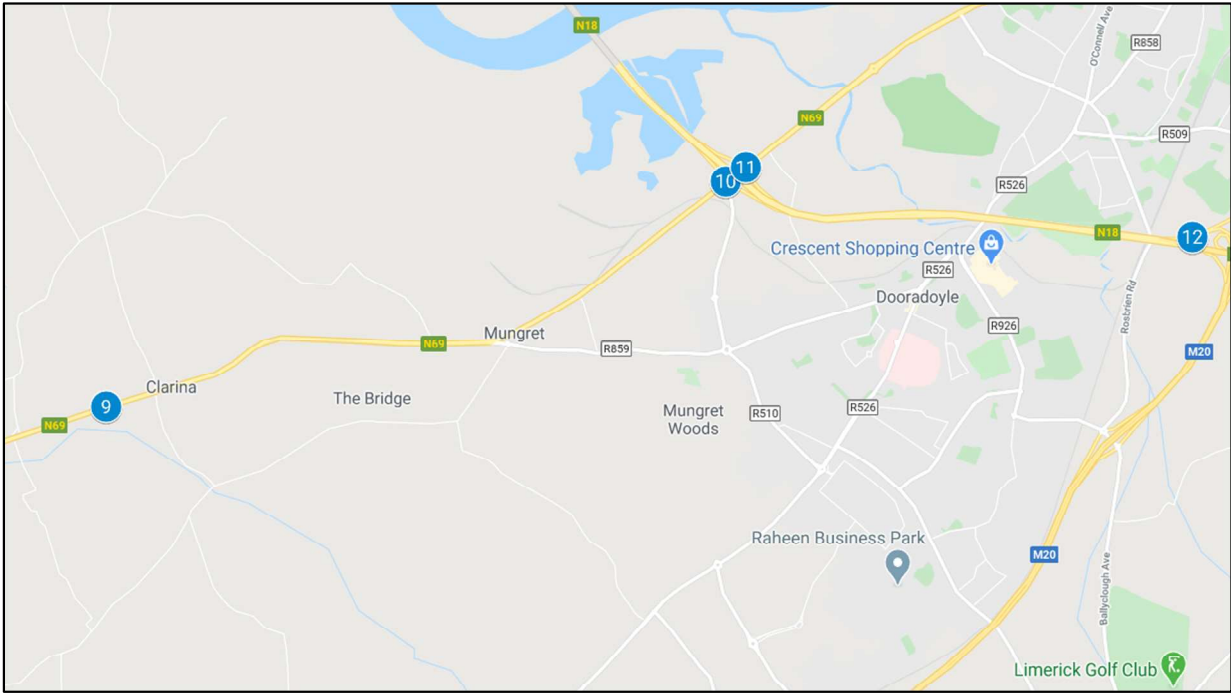 N18
O'Connell Ave
R858
N69
R509
11
10
R526
N18
12
Crescent Shopping Centre
R526
Dooradoyle
Rosbrien Rd
R926
Mungret
N69
R859
M20
Clarina
The Bridge
9
N69
Mungret
Woods
R510
R526
Raheen Business Park
M20
Ballyclough Ave
Limerick Golf Club